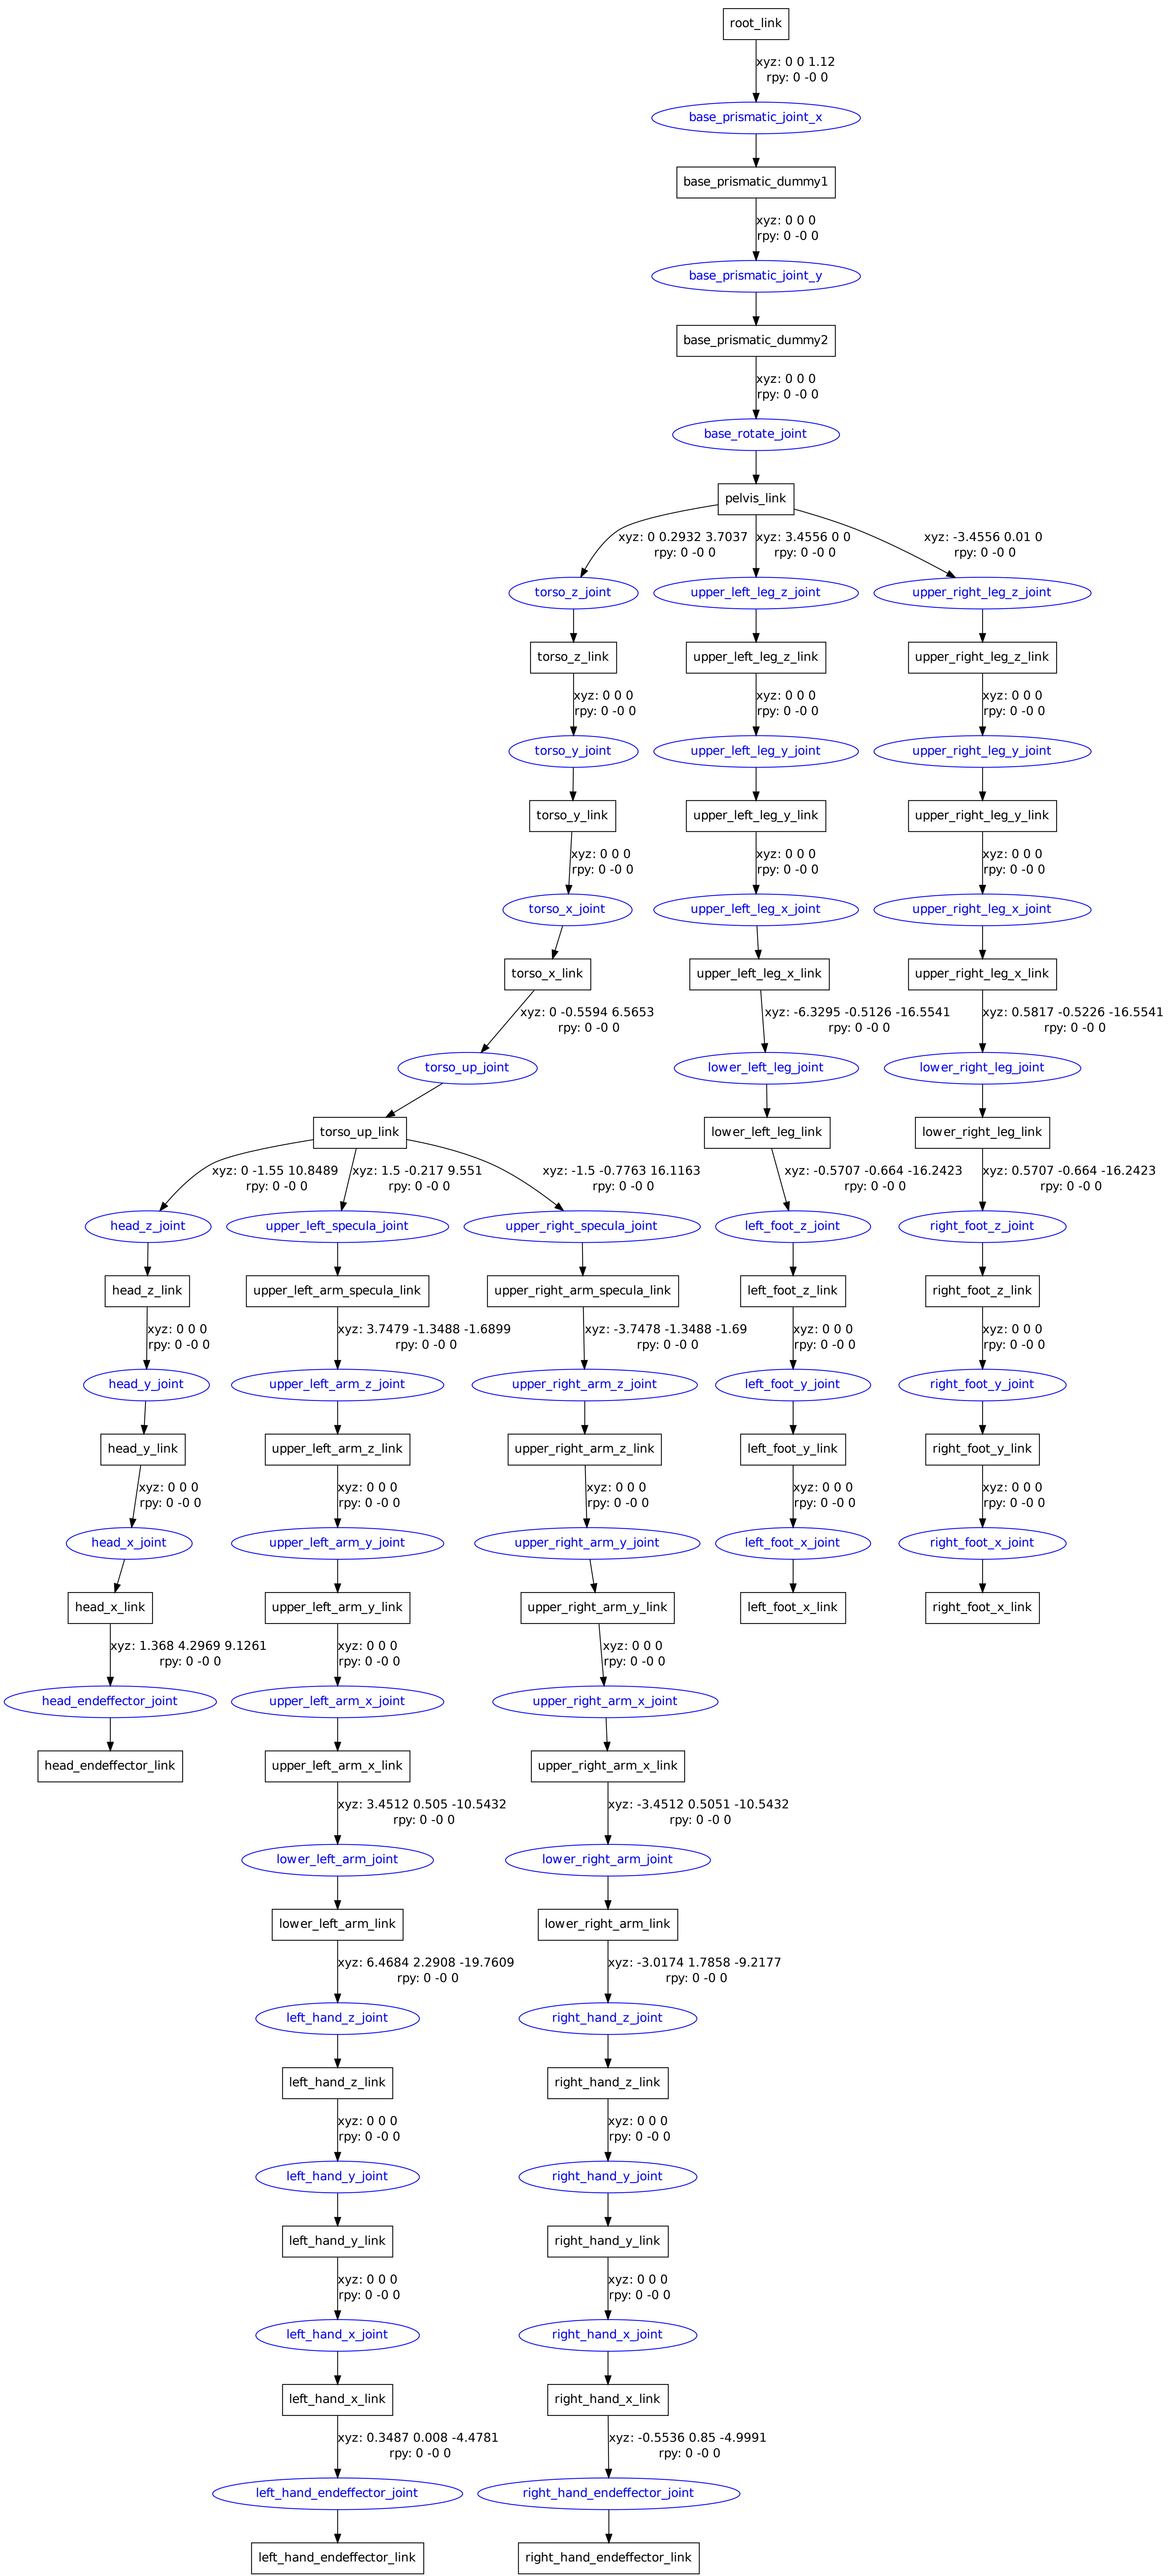 root_link
xyz: 0 0 1.12
rpy: 0 -0 0
base_prismatic_joint_x
base_prismatic_dummy1
xyz: 0 0 0
rpy: 0 -0 0
base_prismatic_joint_y
base_prismatic_dummy2
xyz: 0 0 0
rpy: 0 -0 0
base_rotate_joint
pelvis_link
xyz: 0 0.2932 3.7037
rpy: 0 -0 0
xyz: 3.4556 0 0
rpy: 0 -0 0
xyz: -3.4556 0.01 0
rpy: 0 -0 0
torso_z_joint
upper_left_leg_z_joint
upper_right_leg_z_joint
torso_z_link
upper_left_leg_z_link
upper_right_leg_z_link
xyz: 0 0 0
rpy: 0 -0 0
xyz: 0 0 0
rpy: 0 -0 0
xyz: 0 0 0
rpy: 0 -0 0
torso_y_joint
upper_left_leg_y_joint
upper_right_leg_y_joint
torso_y_link
upper_left_leg_y_link
upper_right_leg_y_link
xyz: 0 0 0
rpy: 0 -0 0
xyz: 0 0 0
rpy: 0 -0 0
xyz: 0 0 0
rpy: 0 -0 0
torso_x_joint
upper_left_leg_x_joint
upper_right_leg_x_joint
torso_x_link
upper_left_leg_x_link
upper_right_leg_x_link
xyz: 0 -0.5594 6.5653
rpy: 0 -0 0
xyz: -6.3295 -0.5126 -16.5541
rpy: 0 -0 0
xyz: 0.5817 -0.5226 -16.5541
rpy: 0 -0 0
torso_up_joint
lower_left_leg_joint
lower_right_leg_joint
torso_up_link
lower_left_leg_link
lower_right_leg_link
xyz: 0 -1.55 10.8489
rpy: 0 -0 0
xyz: 1.5 -0.217 9.551
rpy: 0 -0 0
xyz: -1.5 -0.7763 16.1163
rpy: 0 -0 0
xyz: -0.5707 -0.664 -16.2423
rpy: 0 -0 0
xyz: 0.5707 -0.664 -16.2423
rpy: 0 -0 0
head_z_joint
upper_left_specula_joint
upper_right_specula_joint
left_foot_z_joint
right_foot_z_joint
head_z_link
upper_left_arm_specula_link
upper_right_arm_specula_link
left_foot_z_link
right_foot_z_link
xyz: 0 0 0
rpy: 0 -0 0
xyz: 3.7479 -1.3488 -1.6899
rpy: 0 -0 0
xyz: -3.7478 -1.3488 -1.69
rpy: 0 -0 0
xyz: 0 0 0
rpy: 0 -0 0
xyz: 0 0 0
rpy: 0 -0 0
head_y_joint
upper_left_arm_z_joint
upper_right_arm_z_joint
left_foot_y_joint
right_foot_y_joint
head_y_link
upper_left_arm_z_link
upper_right_arm_z_link
left_foot_y_link
right_foot_y_link
xyz: 0 0 0
rpy: 0 -0 0
xyz: 0 0 0
rpy: 0 -0 0
xyz: 0 0 0
rpy: 0 -0 0
xyz: 0 0 0
rpy: 0 -0 0
xyz: 0 0 0
rpy: 0 -0 0
head_x_joint
upper_left_arm_y_joint
upper_right_arm_y_joint
left_foot_x_joint
right_foot_x_joint
head_x_link
upper_left_arm_y_link
upper_right_arm_y_link
left_foot_x_link
right_foot_x_link
xyz: 1.368 4.2969 9.1261
rpy: 0 -0 0
xyz: 0 0 0
rpy: 0 -0 0
xyz: 0 0 0
rpy: 0 -0 0
head_endeffector_joint
upper_left_arm_x_joint
upper_right_arm_x_joint
head_endeffector_link
upper_left_arm_x_link
upper_right_arm_x_link
xyz: 3.4512 0.505 -10.5432
rpy: 0 -0 0
xyz: -3.4512 0.5051 -10.5432
rpy: 0 -0 0
lower_left_arm_joint
lower_right_arm_joint
lower_left_arm_link
lower_right_arm_link
xyz: 6.4684 2.2908 -19.7609
rpy: 0 -0 0
xyz: -3.0174 1.7858 -9.2177
rpy: 0 -0 0
left_hand_z_joint
right_hand_z_joint
left_hand_z_link
right_hand_z_link
xyz: 0 0 0
rpy: 0 -0 0
xyz: 0 0 0
rpy: 0 -0 0
left_hand_y_joint
right_hand_y_joint
left_hand_y_link
right_hand_y_link
xyz: 0 0 0
rpy: 0 -0 0
xyz: 0 0 0
rpy: 0 -0 0
left_hand_x_joint
right_hand_x_joint
left_hand_x_link
right_hand_x_link
xyz: 0.3487 0.008 -4.4781
rpy: 0 -0 0
xyz: -0.5536 0.85 -4.9991
rpy: 0 -0 0
left_hand_endeffector_joint
right_hand_endeffector_joint
left_hand_endeffector_link
right_hand_endeffector_link